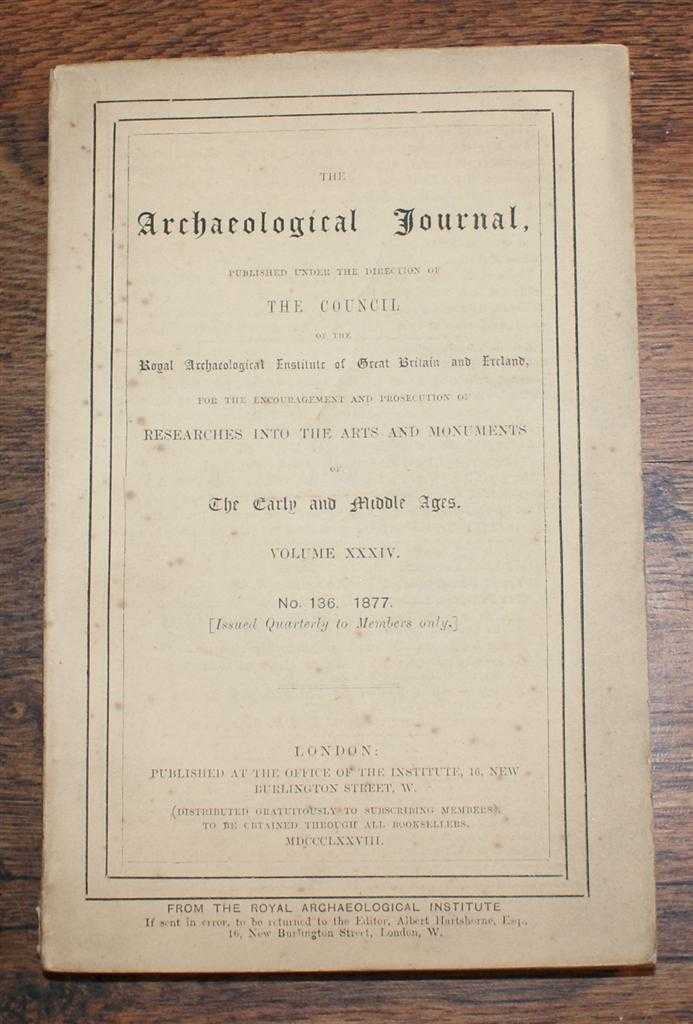 THE
Archaeological Journal,
PUBLISHED UNDER THE DIRECTION OF
THE COUNCIL
OF THE
Royal Archaeological Institute of Great Britain and Ireland,
FOR THE ENCOURAGEMENT AND PROSECUTION OF
RESEARCHES INTO THE ARTS AND MONUMENTS
OF
The Early and Middle Ages.
VOLUME XXXIV.
No. 136. 1877.
[Issued Quarterly to Members only.]
LONDON:
PUBLISHED AT THE OFFICE OF THE INSTITUTE, 16, NEW
BURLINGTON STREET, W.
(DISTRIBUTED GRATUITOUSLY TO SUBSCRIBING MEMBERS).
TO BE OBTAINED THROUGH ALL BOOKSELLERS.
MDCCCLXXVIII.
FROM THE ROYAL ARCHAEOLOGICAL INSTITUTE
If sent in error, to be returned to the Editor, Albert Hartshorne, Esq.,
16, New Burlington Street, London, W.